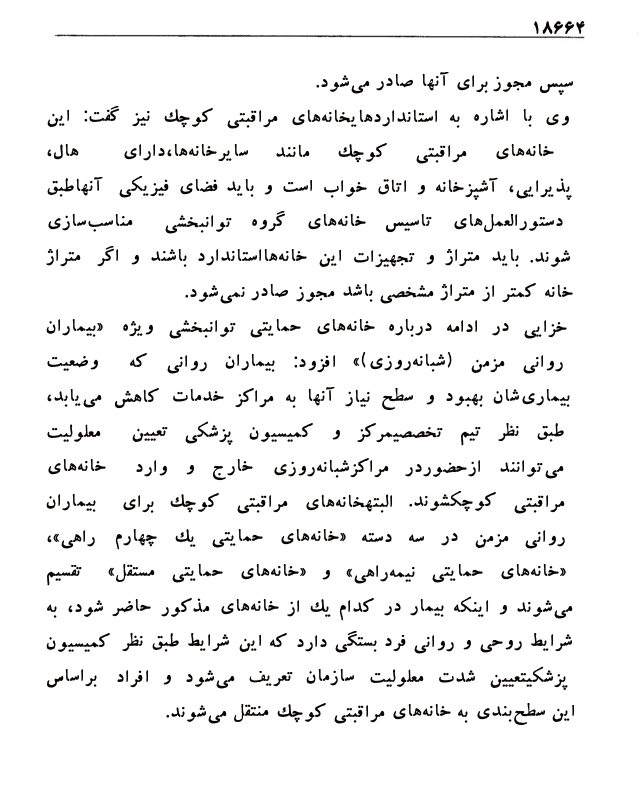 ۱۸۶۶۴
سپس مجوز برای آنها صادر می‌شود.
وی با اشاره به استانداردهایخانه‌های مراقبتی کوچك نیز گفت: این
خانه‌های مراقبتی کوچك مانند سایرخانه‌ها،دارای هال،
پذیرایی، آشپزخانه و اتاق خواب است و باید فضای فیزیکی آنهاطبق
دستورالعمل‌های تاسیس خانه‌های گروه توانبخشی مناسب‌سازی
شوند. باید متراژ و تجهیزات این خانه‌هااستاندارد باشند و اگر متراژ
خانه کمتر از متراژ مشخصی باشد مجوز صادر نمی‌شود.
خزایی در ادامه درباره خانه‌های حمایتی توانبخشی ویژه «بیماران
روانی مزمن (شبانه‌روزی)» افزود: بیماران روانی که وضعیت
بیماری‌شان بهبود و سطح نیاز آنها به مراکز خدمات کاهش می‌یابد،
طبق نظر تیم تخصصیمرکز و کمیسیون پزشکی تعیین معلولیت
می‌توانند ازحضوردر مراکزشبانه‌روزی خارج و وارد خانه‌های
مراقبتی کوچکشوند. البتهخانه‌های مراقبتی کوچك برای بیماران
روانی مزمن در سه دسته «خانه‌های حمایتی یك چهارم راهی»،
«خانه‌های حمایتی نیمه‌راهی» و «خانه‌های حمایتی مستقل» تقسیم
می‌شوند و اینکه بیمار در کدام یك از خانه‌های مذکور حاضر شود، به
شرایط روحی و روانی فرد بستگی دارد که این شرایط طبق نظر کمیسیون
پزشکیتعیین شدت معلولیت سازمان تعریف می‌شود و افراد براساس
این سطح‌بندی به خانه‌های مراقبتی کوچك منتقل می‌شوند.